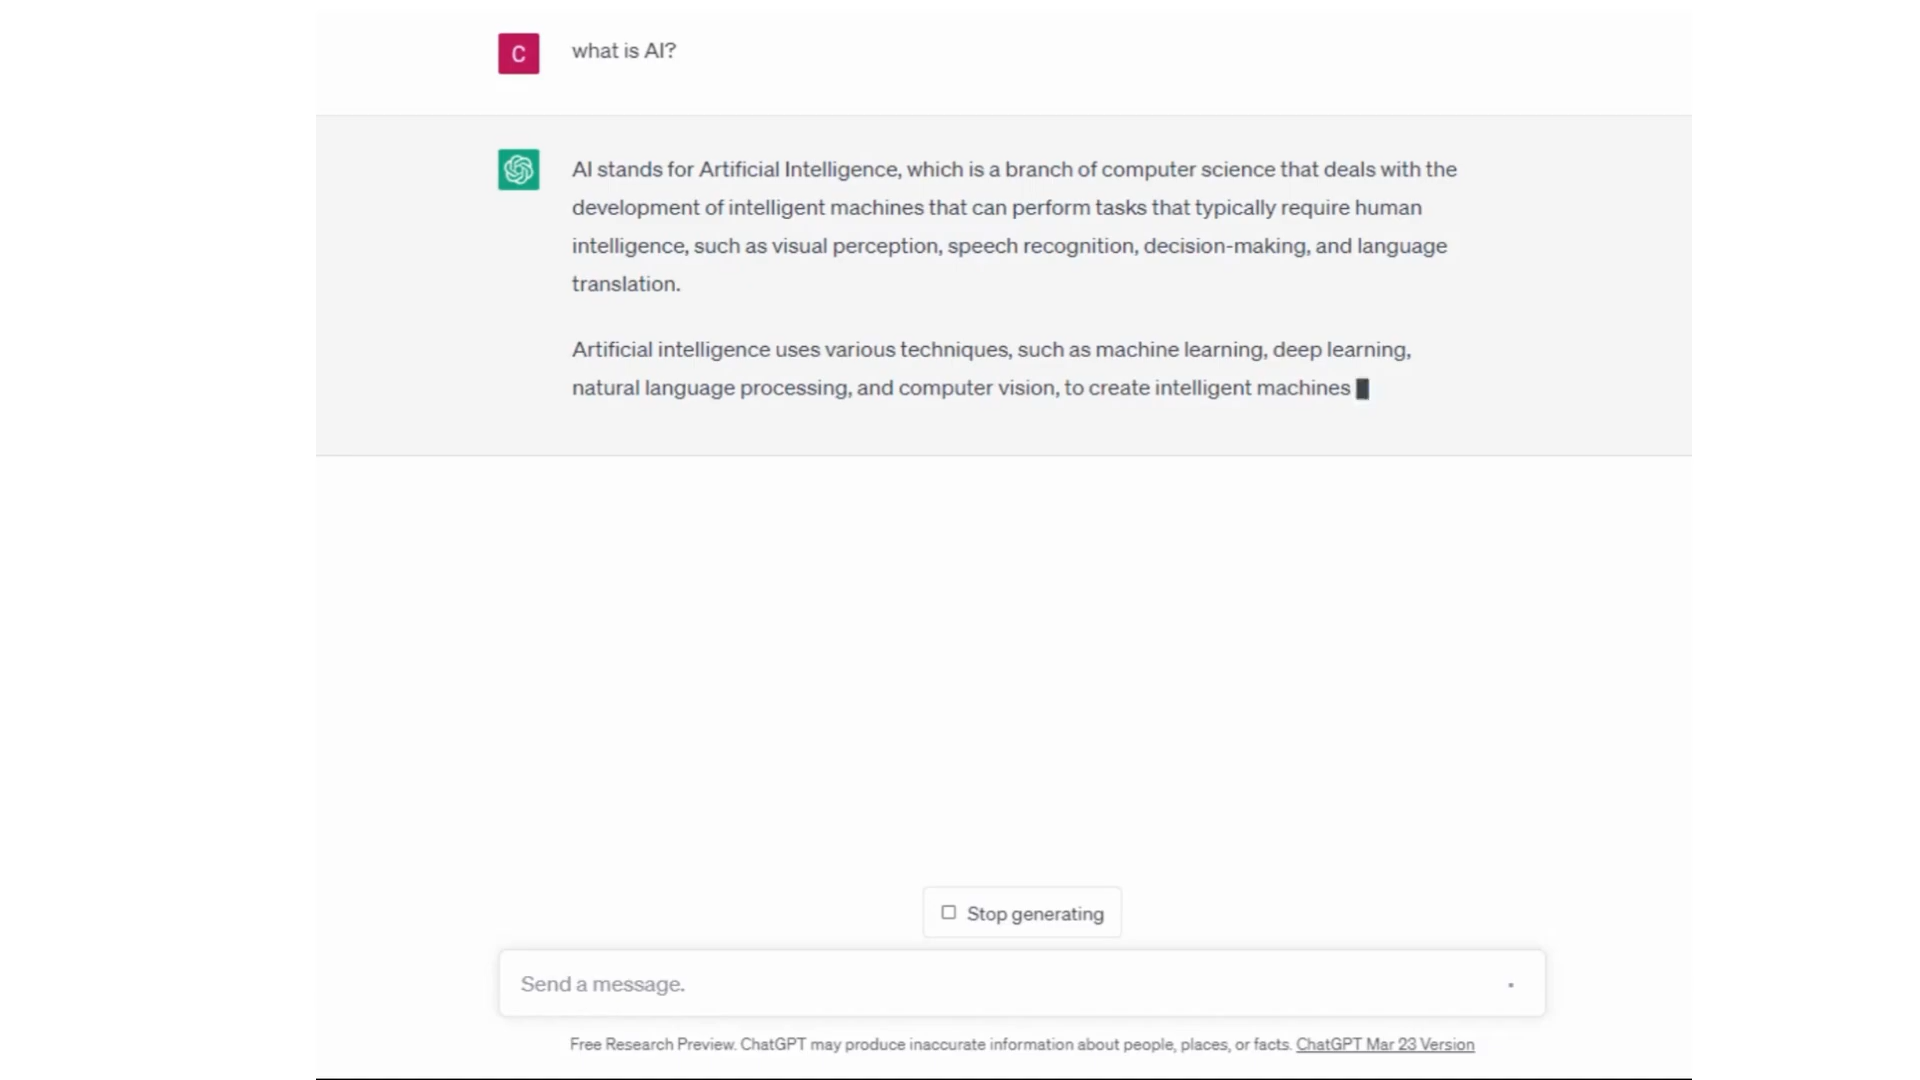 C
what is AI?
AI stands for Artificial Intelligence, which is a branch of computer science that deals with the
development of intelligent machines that can perform tasks that typically require human
intelligence, such as visual perception, speech recognition, decision-making, and language
translation.
Artificial intelligence uses various techniques, such as machine learning, deep learning,
natural language processing, and computer vision, to create intelligent machines
Stop generating
Send a message.
Free Research Preview. ChatGPT may produce inaccurate information about people, places, or facts. ChatGPT Mar 23 Version